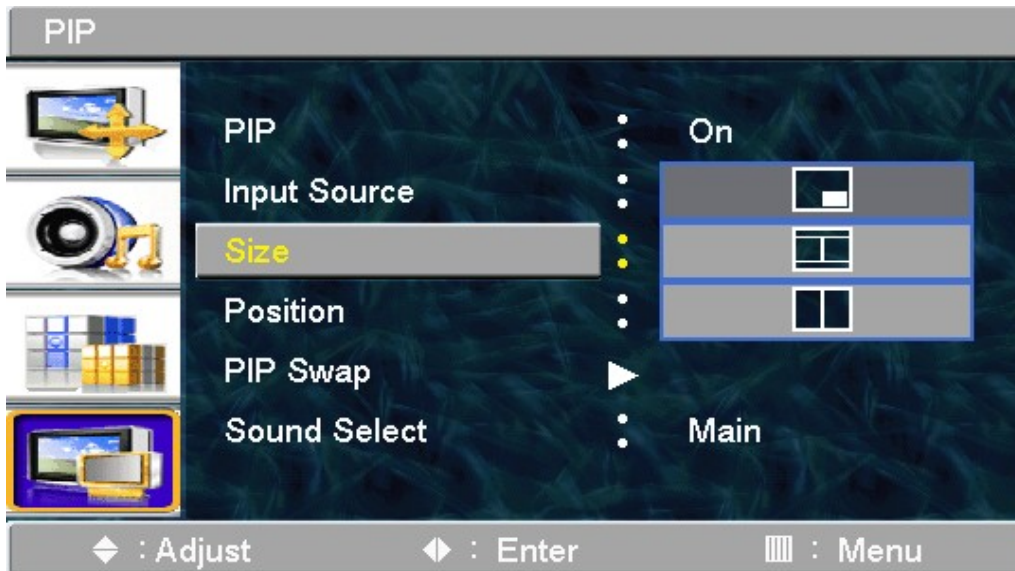 PIP
PIP : On
Input Source :
Size :
Position :
PIP Swap
Sound Select : Main
: Adjust : Enter : Menu